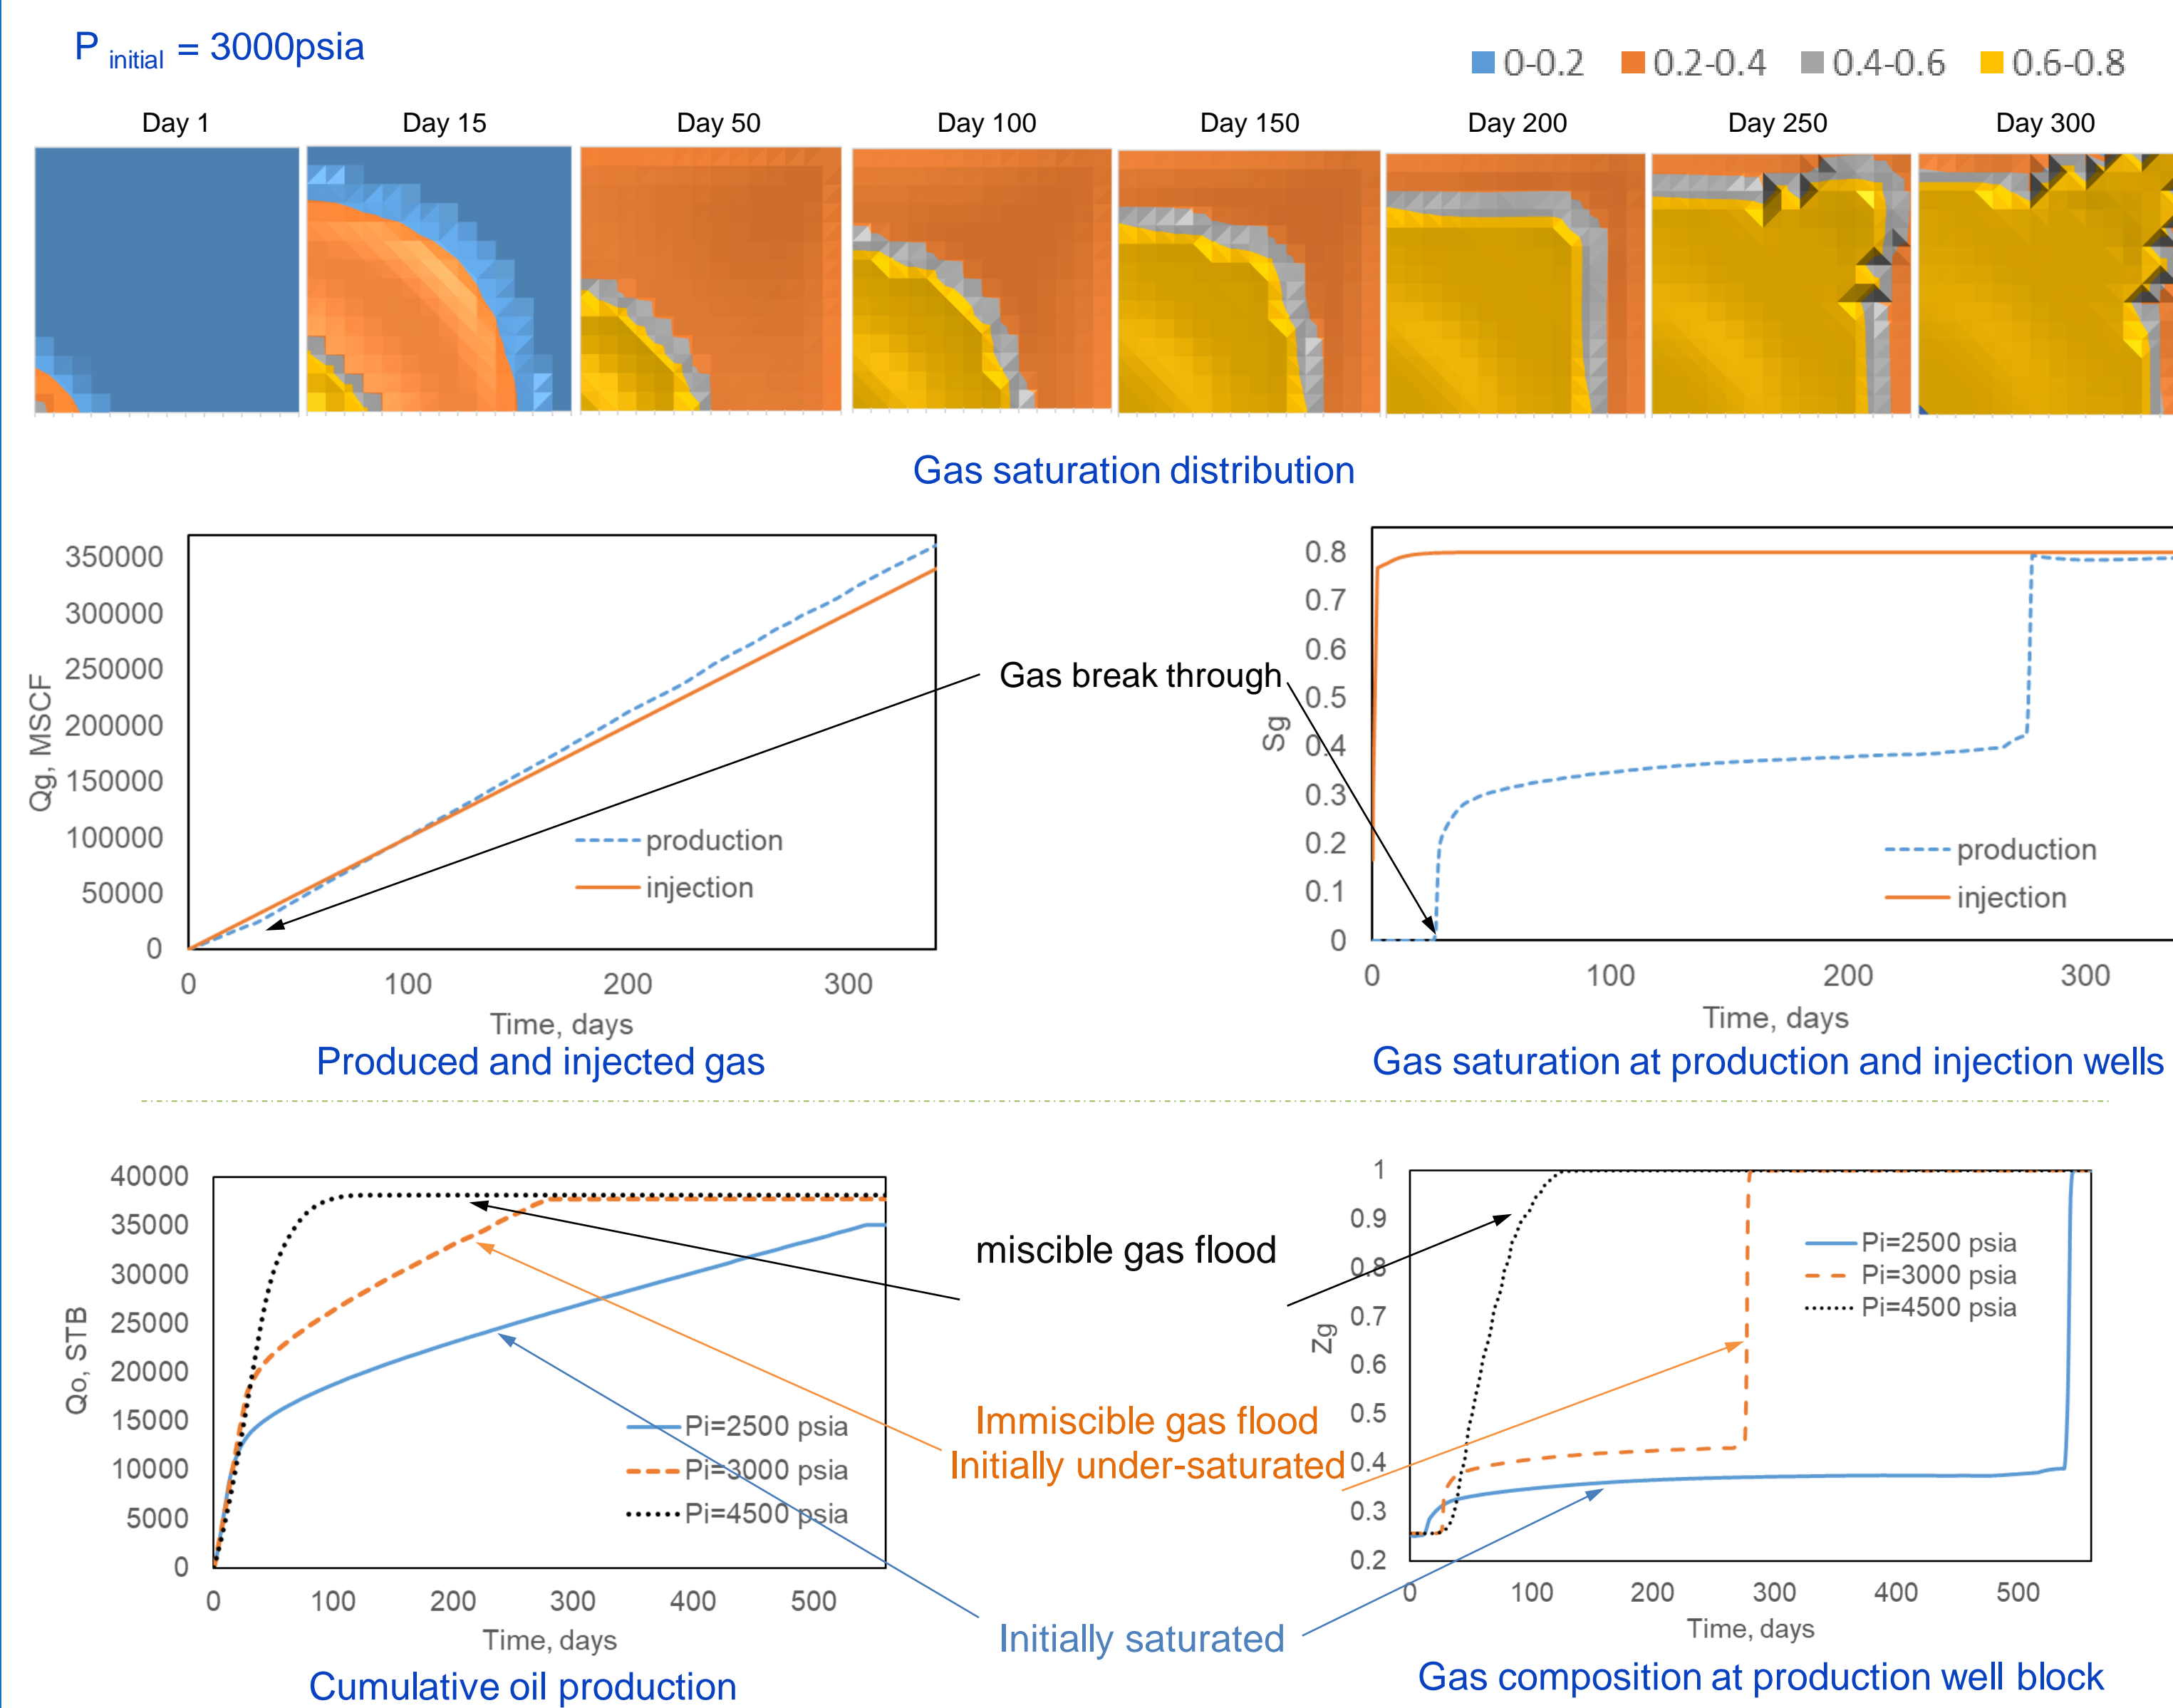 P initial = 3000psia
0-0.2 0.2-0.4 0.4-0.6 0.6-0.8
Day 1 Day 15 Day 50 Day 100 Day 150 Day 200 Day 250 Day 300
Gas saturation distribution
350000
300000
250000
200000
150000
100000
50000
0
Qg, MSCF
production
injection
0 100 200 300
Time, days
Produced and injected gas
Gas break through
0.8
0.7
0.6
0.5
0.4
0.3
0.2
0.1
0
Sg
production
injection
0 100 200 300
Time, days
Gas saturation at production and injection wells
40000
35000
30000
25000
20000
15000
10000
5000
0
Qo, STB
Pi=2500 psia
Pi=3000 psia
Pi=4500 psia
0 100 200 300 400 500
Time, days
Cumulative oil production
miscible gas flood
Immiscible gas flood
Initially under-saturated
Initially saturated
1
0.9
0.8
0.7
0.6
0.5
0.4
0.3
0.2
Zg
Pi=2500 psia
Pi=3000 psia
Pi=4500 psia
0 100 200 300 400 500
Time, days
Gas composition at production well block